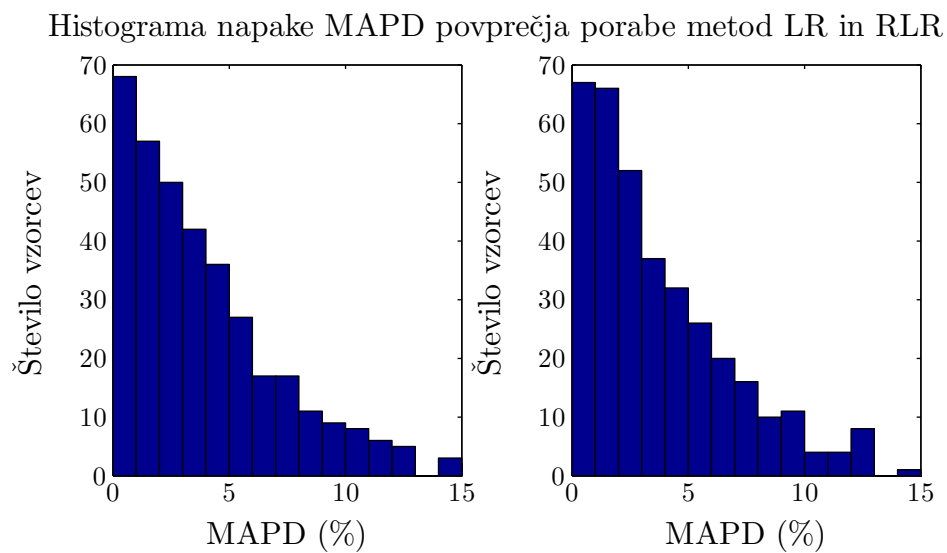 Histograma napake MAPD povprečja porabe metod LR in RLR
70
60
50
40
30
20
10
0
Število vzorcev
0 5 10 15
MAPD (%)
70
60
50
40
30
20
10
0
Število vzorcev
0 5 10 15
MAPD (%)